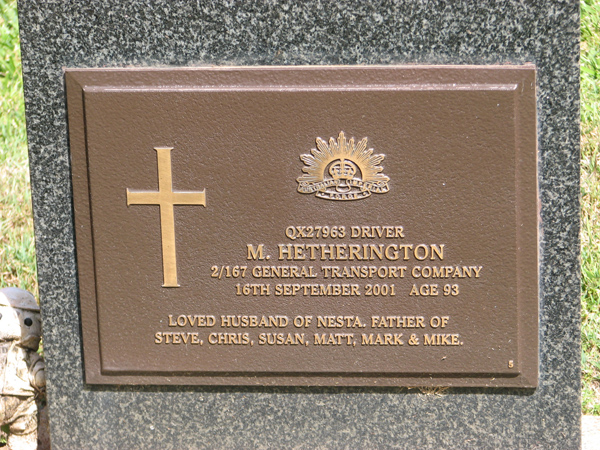 QX27963 DRIVER
M. HETHERINGTON
2/167 GENERAL TRANSPORT COMPANY
16TH SEPTEMBER 2001 AGE 93
LOVED HUSBAND OF NESTA. FATHER OF
STEVE, CHRIS, SUSAN, MATT, MARK & MIKE.
5